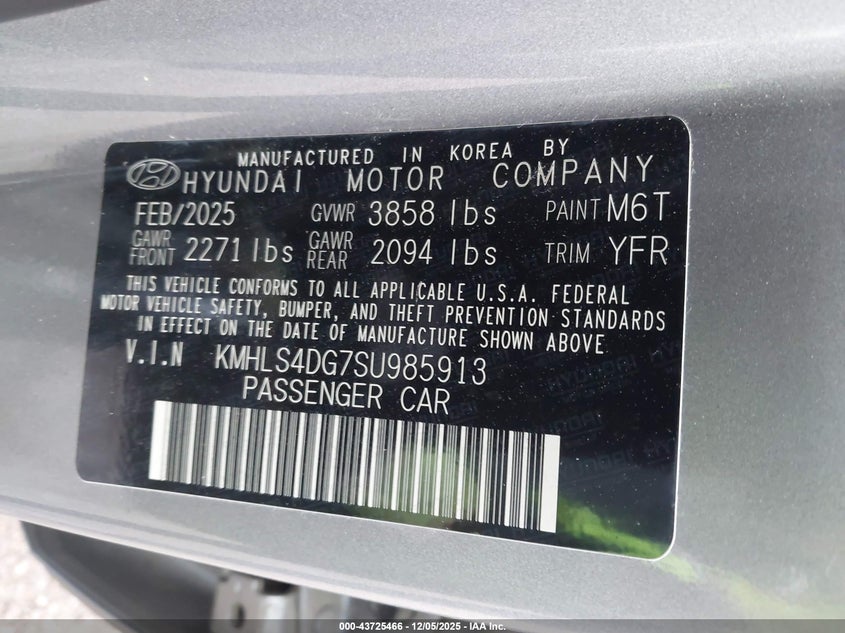 MANUFACTURED IN KOREA BY
HYUNDAI MOTOR COMPANY
FEB/2025 GVWR 3858 lbs PAINT M6T
GAWR FRONT 2271 lbs GAWR REAR 2094 lbs TRIM YFR
THIS VEHICLE CONFORMS TO ALL APPLICABLE U.S.A. FEDERAL
MOTOR VEHICLE SAFETY, BUMPER, AND THEFT PREVENTION STANDARDS
IN EFFECT ON THE DATE OF MANUFACTURE SHOWN ABOVE
V.I.N KMHLS4DG7SU985913
PASSENGER CAR
000-43725466 - 12/05/2025 - IAA Inc.